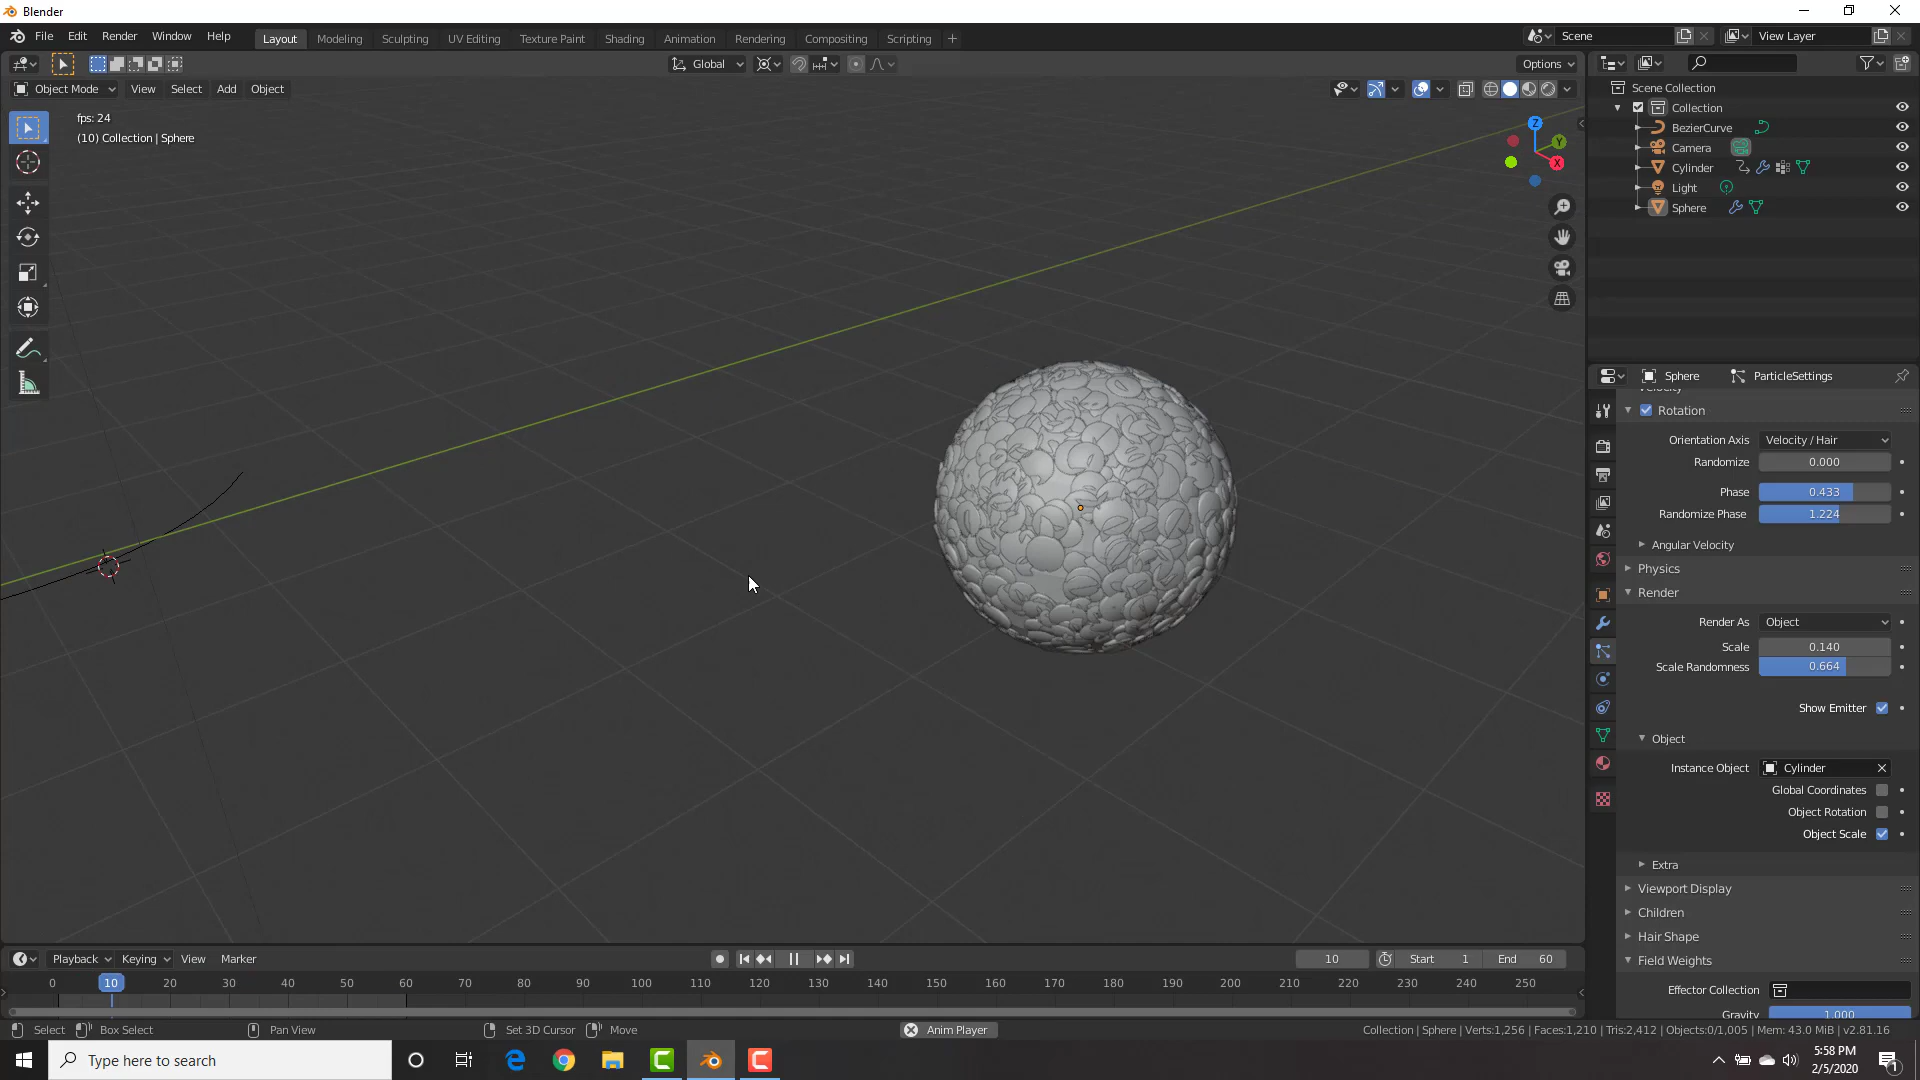 Blender
File Edit Render Window Help
Layout Modeling Sculpting UV Editing Texture Paint Shading Animation Rendering Compositing Scripting +
Scene
View Layer
Global
Options
Object Mode View Select Add Object
fps: 24
(10) Collection | Sphere
Z
Y
X
Scene Collection
Collection
BezierCurve
Camera
Cylinder
Light
Sphere
Sphere ParticleSettings
Velocity
Rotation
Orientation Axis Velocity / Hair
Randomize 0.000
Phase 0.433
Randomize Phase 1.224
Angular Velocity
Physics
Render
Render As Object
Scale 0.140
Scale Randomness 0.664
Show Emitter
Object
Instance Object Cylinder
Global Coordinates
Object Rotation
Object Scale
Extra
Viewport Display
Children
Hair Shape
Field Weights
Effector Collection
Gravity 1.000
Playback Keying View Marker
10 Start 1 End 60
0 10 20 30 40 50 60 70 80 90 100 110 120 130 140 150 160 170 180 190 200 210 220 230 240 250
Select Box Select Pan View Set 3D Cursor Move Anim Player
Collection | Sphere | Verts:1,256 | Faces:1,210 | Tris:2,412 | Objects:0/1,005 | Mem: 43.0 MiB | v2.81.16
Type here to search
5:58 PM
2/5/2020
1